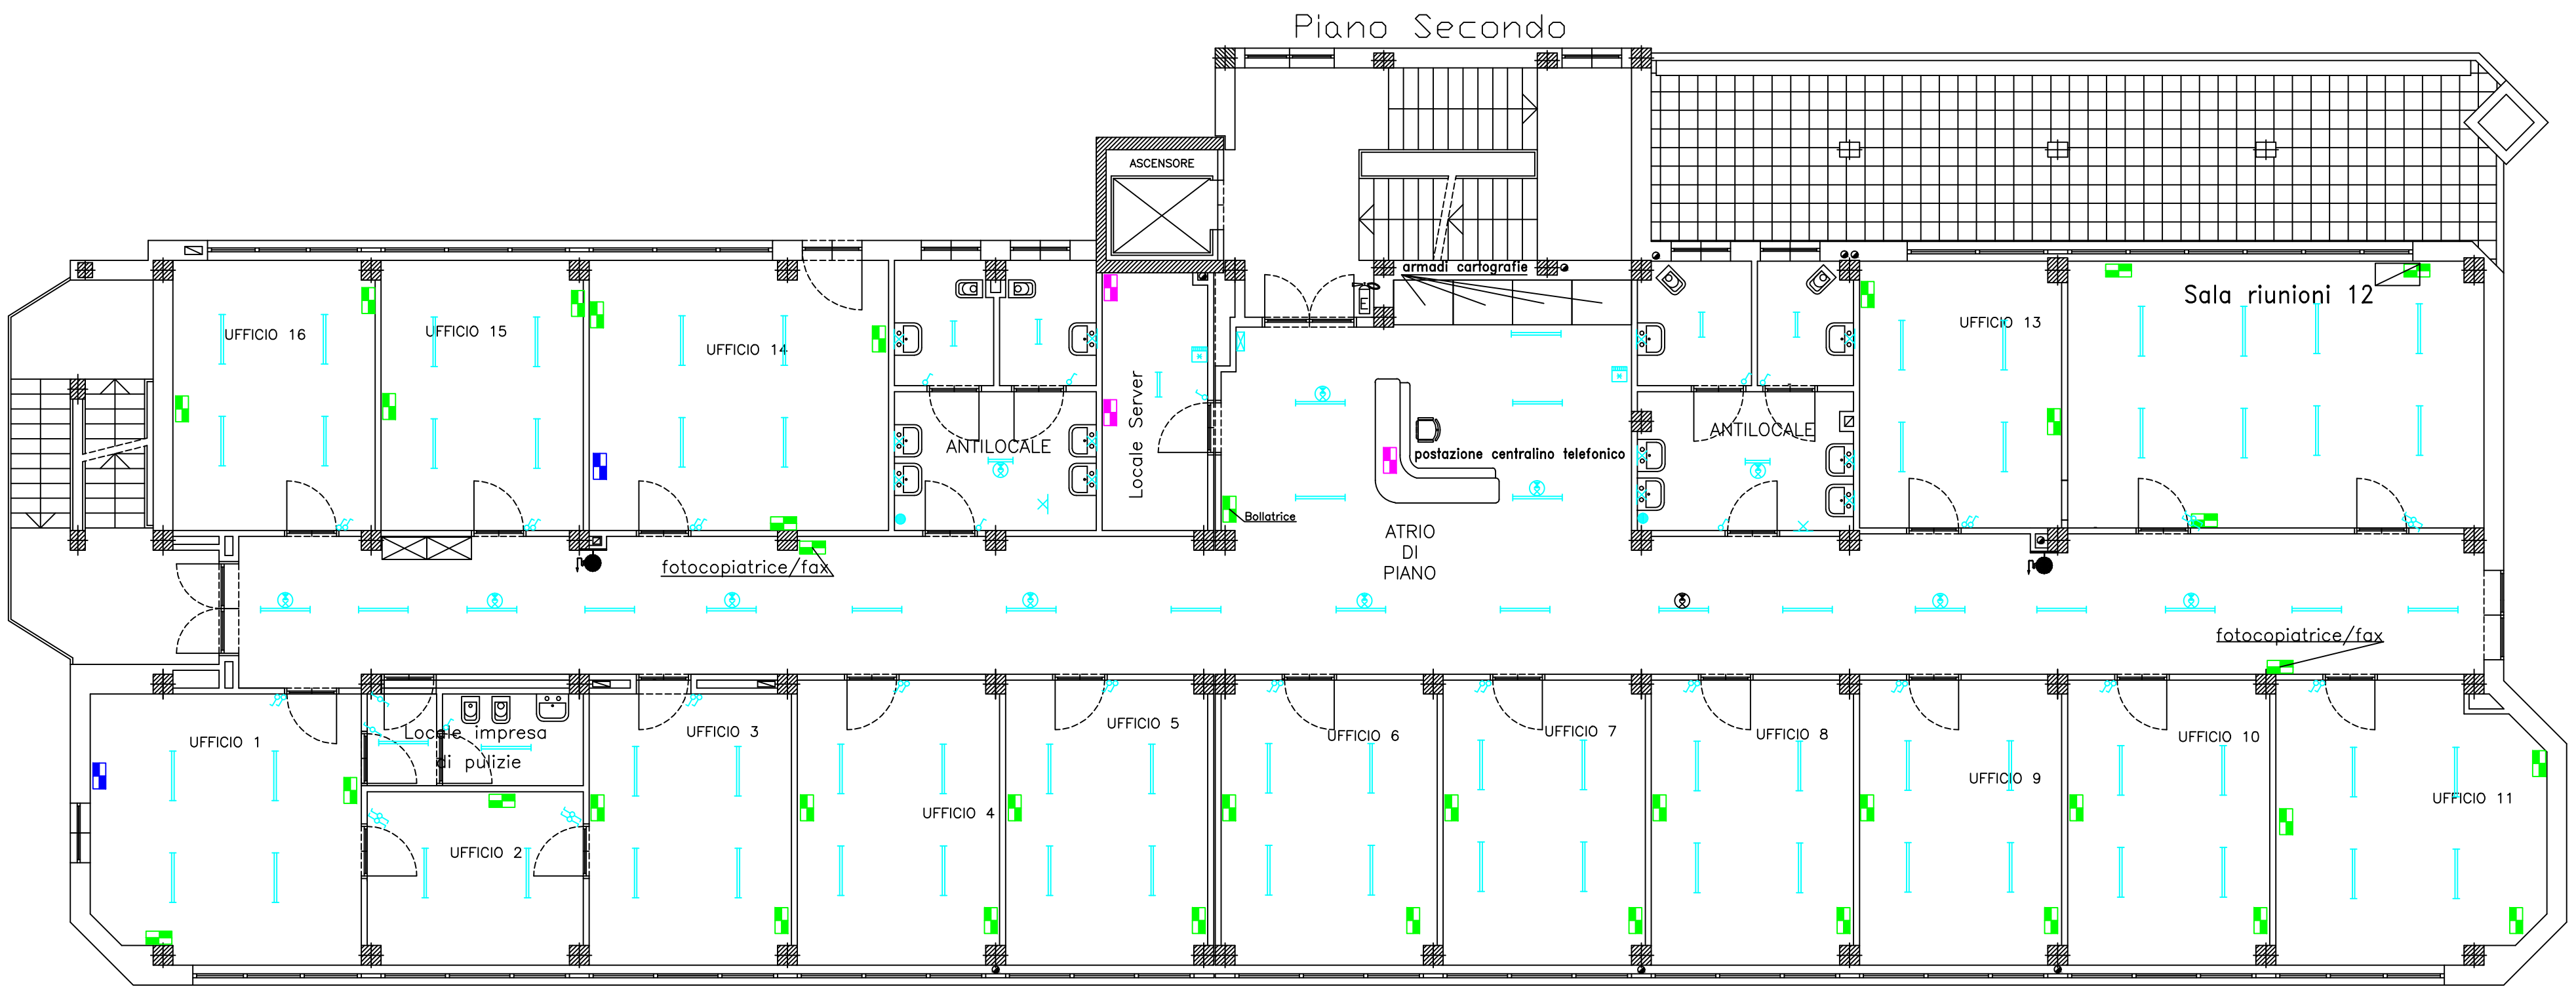 Piano Secondo
ASCENSORE
armadi cartografie
E
Sala riunioni 12
UFFICIO 16
UFFICIO 15
UFFICIO 14
UFFICIO 13
Locale Server
ANTILOCALE
ANTILOCALE
postazione centralino telefonico
Bollatrice
ATRIO
DI
PIANO
fotocopiatrice/fax
fotocopiatrice/fax
UFFICIO 1
Locale impresa
di pulizie
UFFICIO 2
UFFICIO 3
UFFICIO 4
UFFICIO 5
UFFICIO 6
UFFICIO 7
UFFICIO 8
UFFICIO 9
UFFICIO 10
UFFICIO 11